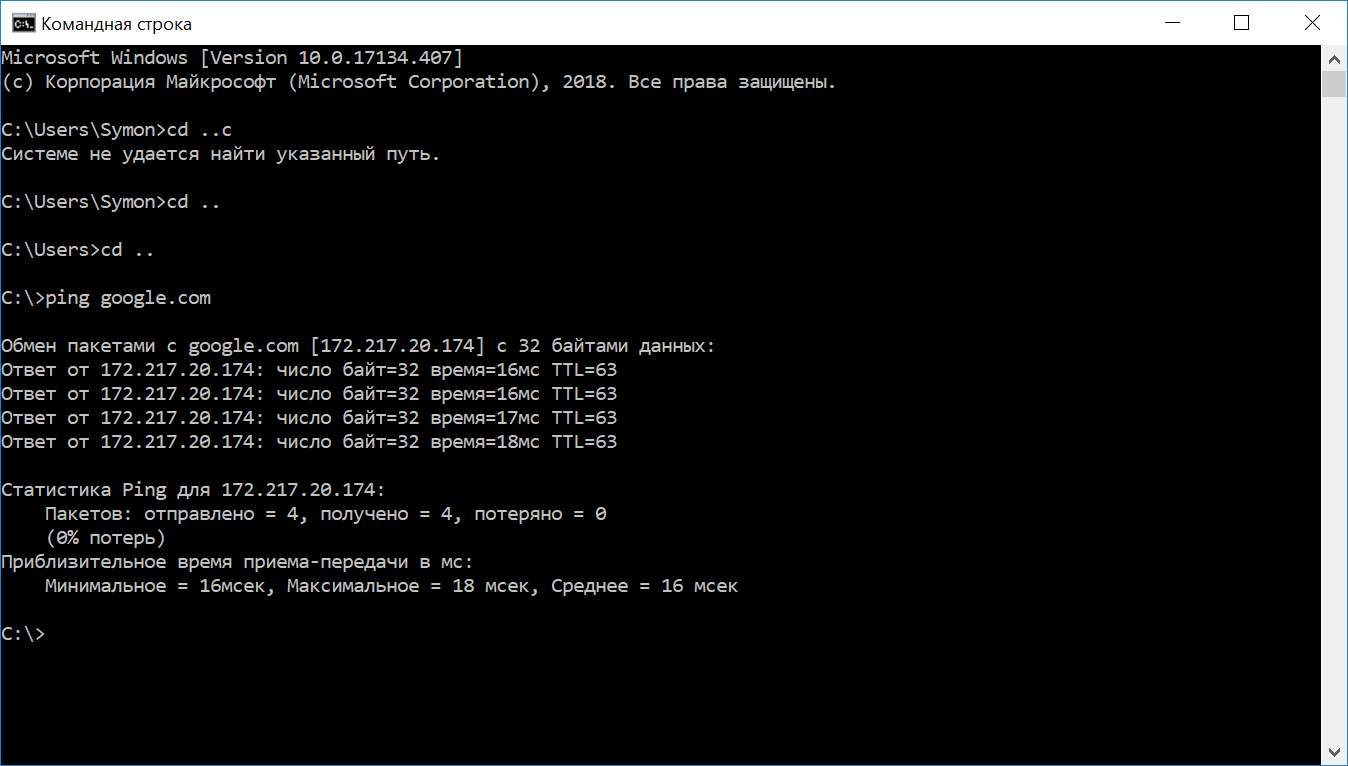 Командная строка
Microsoft Windows [Version 10.0.17134.407]
(c) Корпорация Майкрософт (Microsoft Corporation), 2018. Все права защищены.
C:\Users\Symon>cd ..c
Системе не удается найти указанный путь.
C:\Users\Symon>cd ..
C:\Users>cd ..
C:\>ping google.com
Обмен пакетами с google.com [172.217.20.174] с 32 байтами данных:
Ответ от 172.217.20.174: число байт=32 время=16мс TTL=63
Ответ от 172.217.20.174: число байт=32 время=16мс TTL=63
Ответ от 172.217.20.174: число байт=32 время=17мс TTL=63
Ответ от 172.217.20.174: число байт=32 время=18мс TTL=63
Статистика Ping для 172.217.20.174:
    Пакетов: отправлено = 4, получено = 4, потеряно = 0
    (0% потерь)
Приблизительное время приема-передачи в мс:
    Минимальное = 16мсек, Максимальное = 18 мсек, Среднее = 16 мсек
C:\>